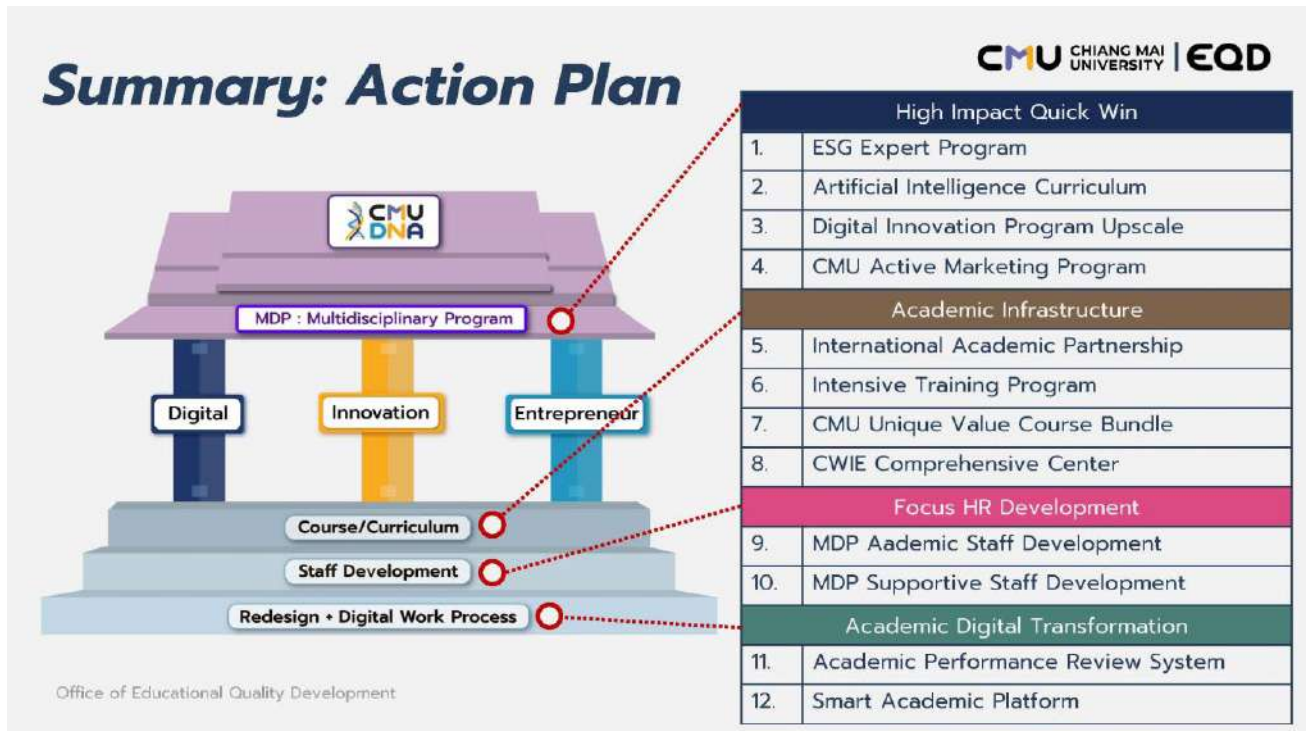 Summary: Action Plan
CMU CHIANG MAI UNIVERSITY | EQD
CMU
DNA
MDP : Multidisciplinary Program
Digital
Innovation
Entrepreneur
Course/Curriculum
Staff Development
Redesign + Digital Work Process
Office of Educational Quality Development
High Impact Quick Win
1. ESG Expert Program
2. Artificial Intelligence Curriculum
3. Digital Innovation Program Upscale
4. CMU Active Marketing Program
Academic Infrastructure
5. International Academic Partnership
6. Intensive Training Program
7. CMU Unique Value Course Bundle
8. CWIE Comprehensive Center
Focus HR Development
9. MDP Aademic Staff Development
10. MDP Supportive Staff Development
Academic Digital Transformation
11. Academic Performance Review System
12. Smart Academic Platform